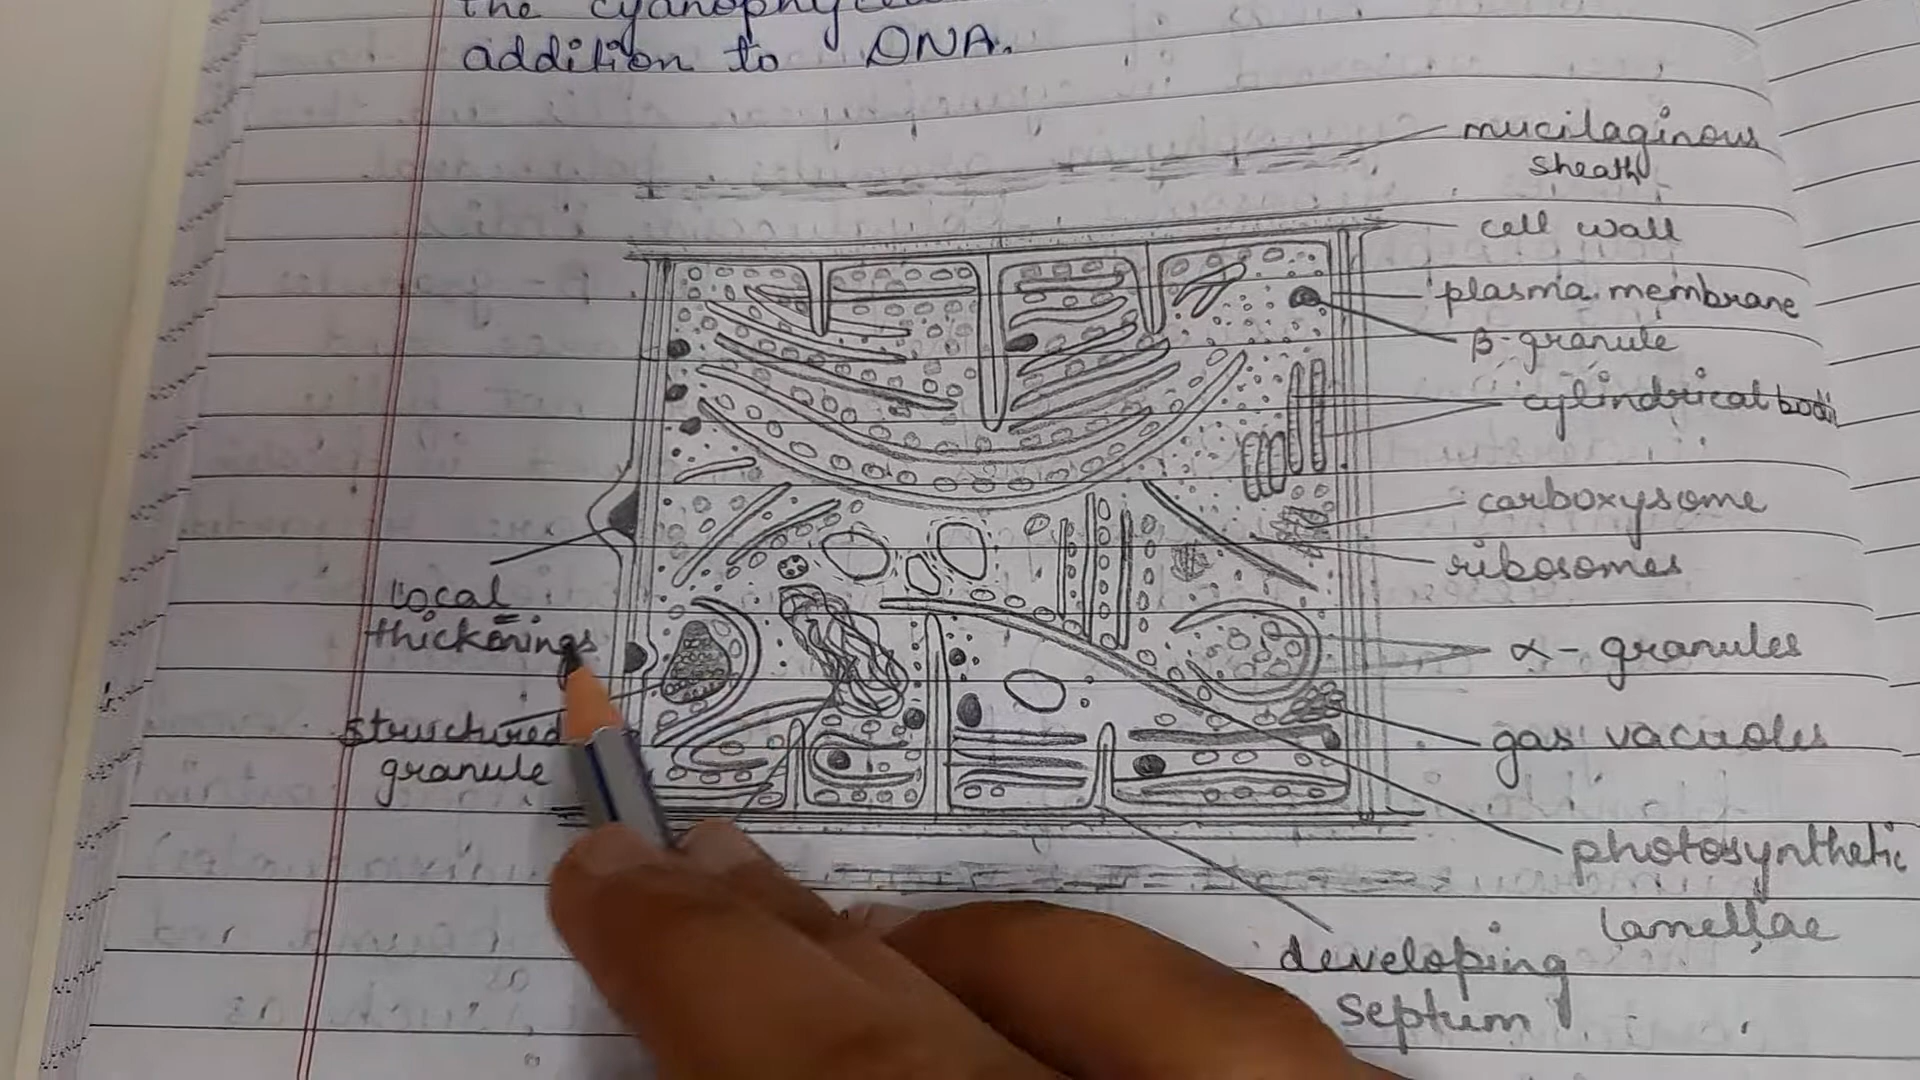 the
addition to DNA.
mucilaginous
sheath
cell wall
plasma membrane
β-granule
cylindrical bodi
carboxysome
ribosomes
local
thickenings
α- granules
structured
granule
gas vacuoles
photosynthetic
lamellae
developing
septum